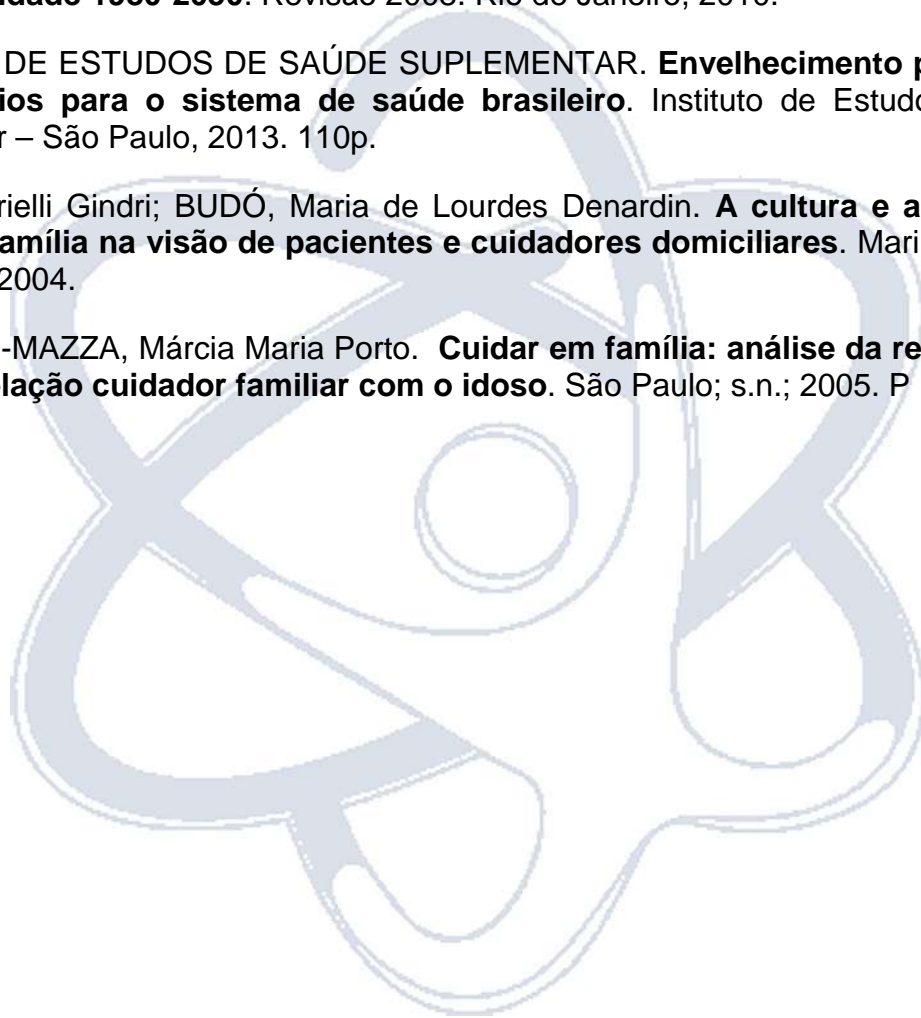 idade 1980-2050. Revisão 2008. Rio de Janeiro, 2010.
DE ESTUDOS DE SAÚDE SUPLEMENTAR. Envelhecimento p
ios para o sistema de saúde brasileiro. Instituto de Estudo
r – São Paulo, 2013. 110p.
rielli Gindri; BUDÓ, Maria de Lourdes Denardin. A cultura e a
família na visão de pacientes e cuidadores domiciliares. Mari
2004.
-MAZZA, Márcia Maria Porto. Cuidar em família: análise da re
lação cuidador familiar com o idoso. São Paulo; s.n.; 2005. P